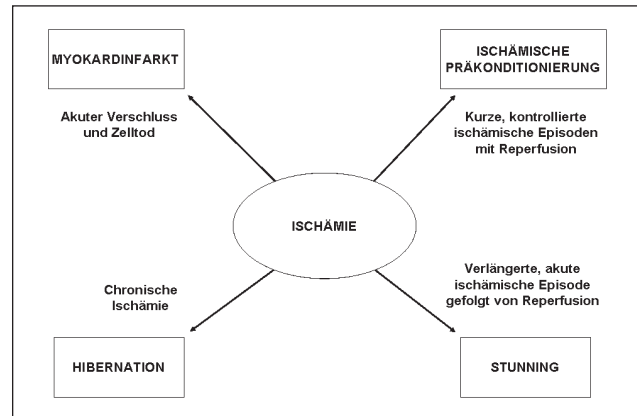 MYOKARDINFARKT
ISCHÄMISCHE
PRÄKONDITIONIERUNG
Akuter Verschluss
und Zelltod
Kurze, kontrollierte
ischämische Episoden
mit Reperfusion
ISCHÄMIE
Chronische
Ischämie
Verlängerte, akute
ischämische Episode
gefolgt von Reperfusion
HIBERNATION
STUNNING